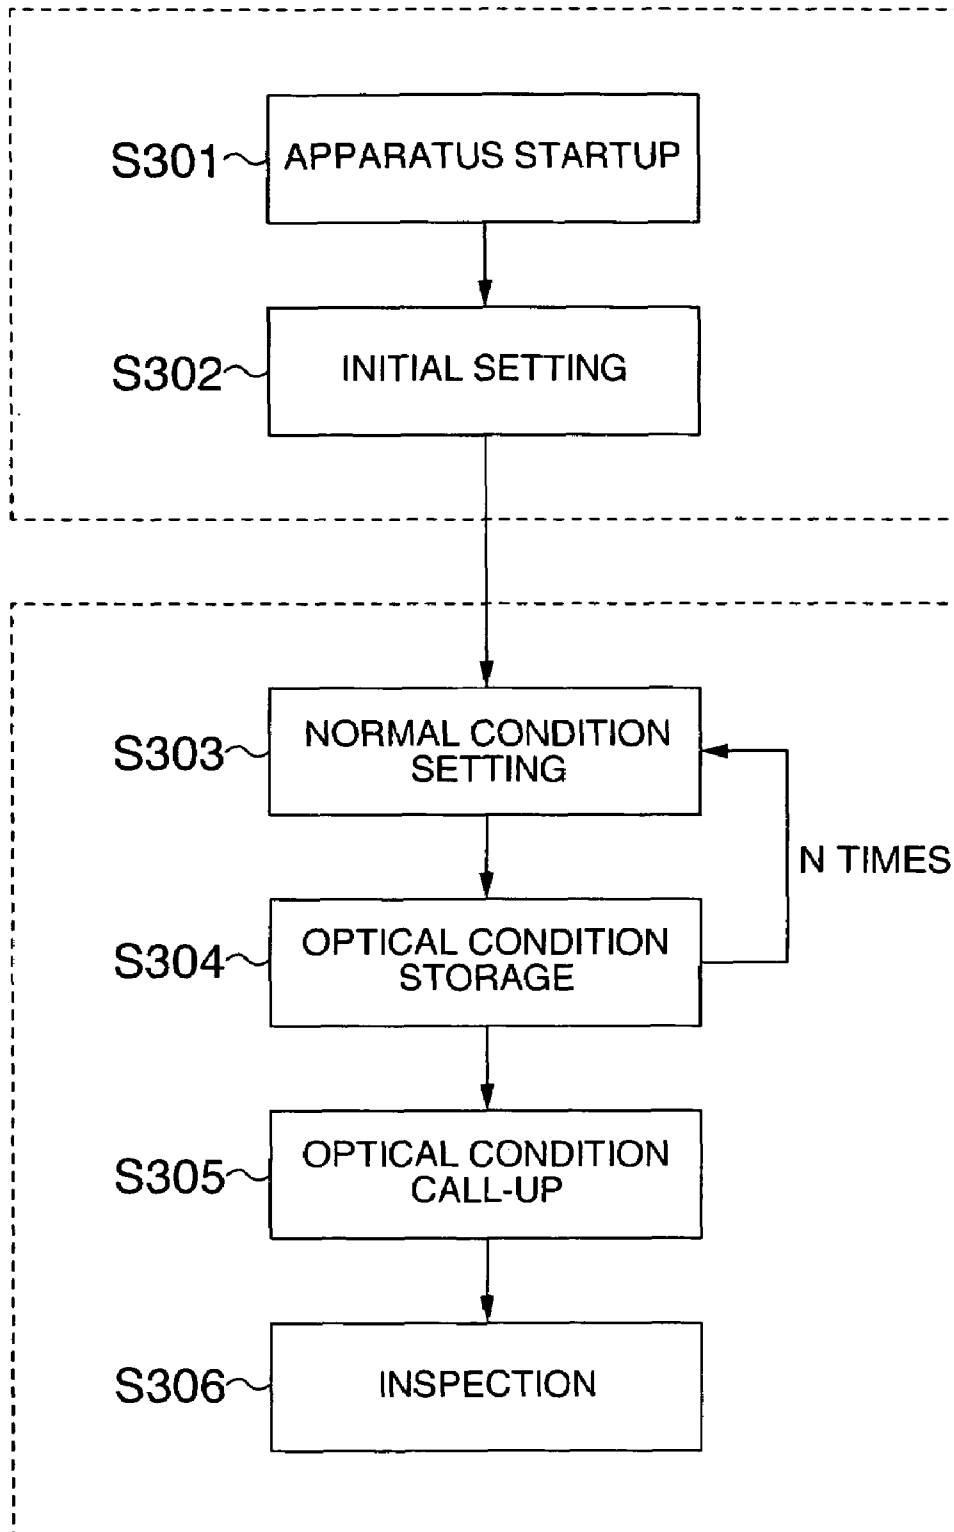 S301
APPARATUS STARTUP
S302
INITIAL SETTING
S303
NORMAL CONDITION
SETTING
N TIMES
S304
OPTICAL CONDITION
STORAGE
S305
OPTICAL CONDITION
CALL-UP
S306
INSPECTION